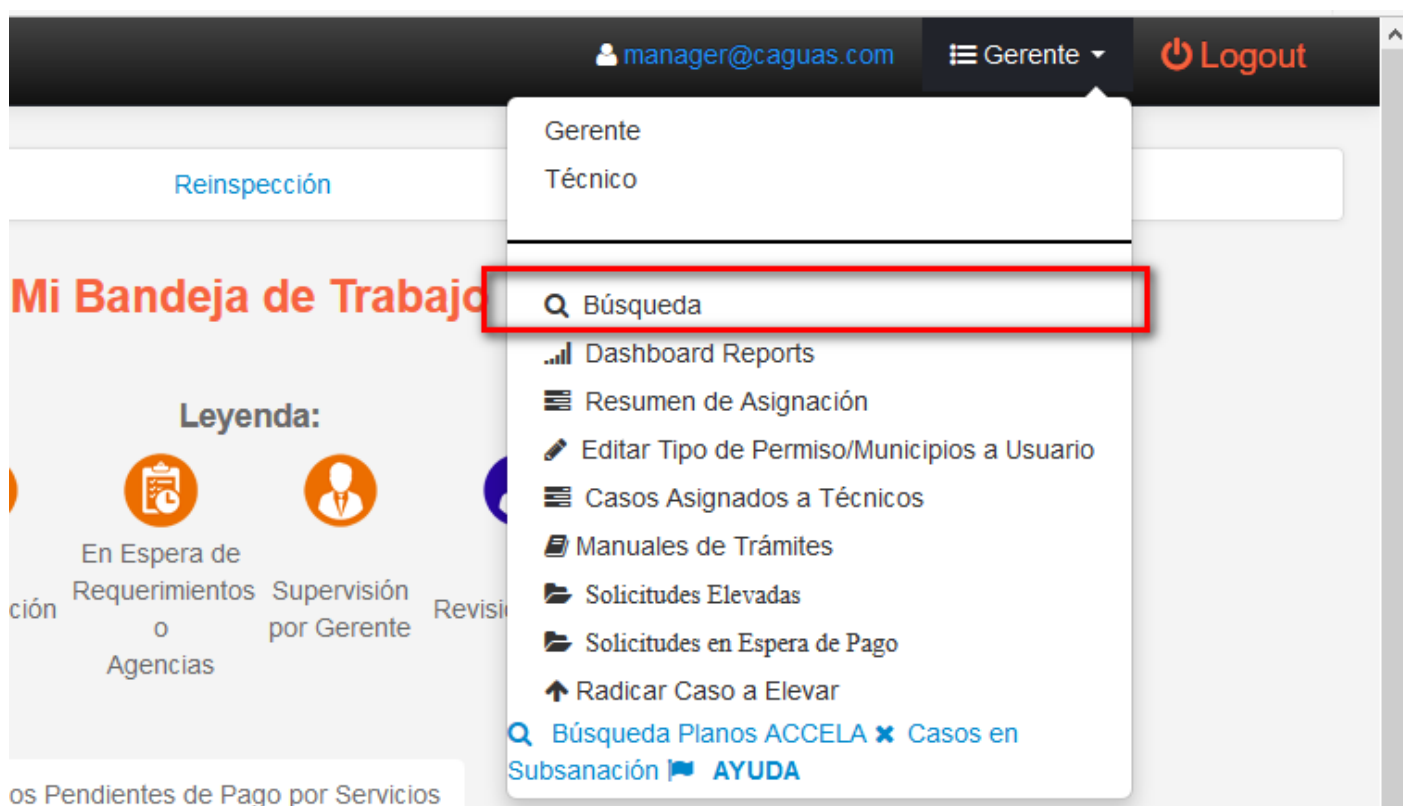 manager@caguas.com Gerente Logout
Gerente
Técnico
Reinspección
Mi Bandeja de Trabajo
Búsqueda
Dashboard Reports
Resumen de Asignación
Editar Tipo de Permiso/Municipios a Usuario
Casos Asignados a Técnicos
Manuales de Trámites
Solicitudes Elevadas
Solicitudes en Espera de Pago
Radicar Caso a Elevar
Búsqueda Planos ACCELA Casos en
Subsanación AYUDA
Leyenda:
ción
En Espera de
Requerimientos
o
Agencias
Supervisión
por Gerente
Revisi
os Pendientes de Pago por Servicios